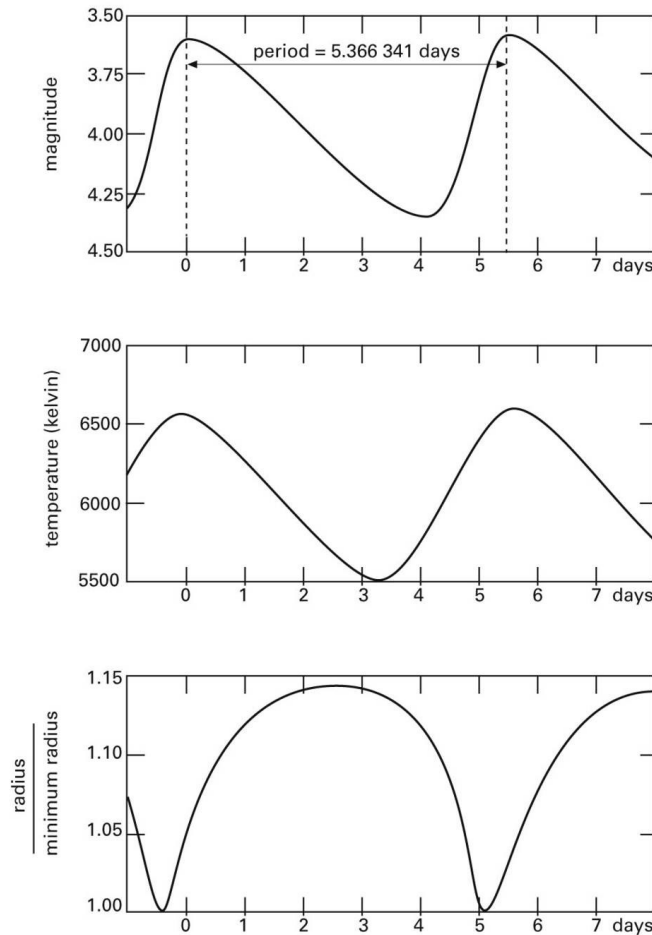 3.50
period = 5.366 341 days
3.75
magnitude
4.00
4.25
4.50
0 1 2 3 4 5 6 7 days
7000
6500
temperature (kelvin)
6000
5500
0 1 2 3 4 5 6 7 days
1.15
1.10
radius
minimum radius
1.05
1.00
0 1 2 3 4 5 6 7 days